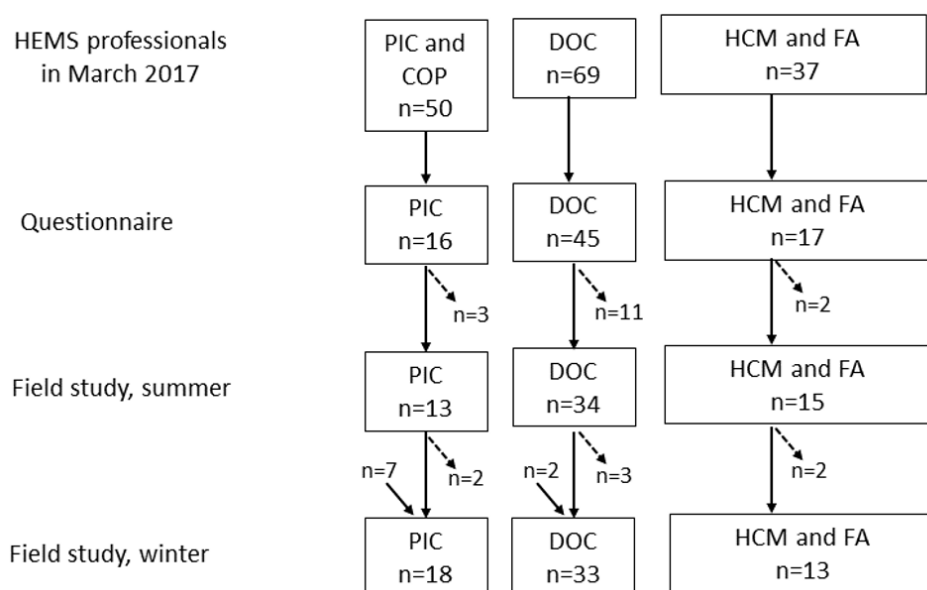 HEMS professionals
in March 2017
PIC and
COP
n=50
DOC
n=69
HCM and FA
n=37
Questionnaire
PIC
n=16
DOC
n=45
HCM and FA
n=17
n=3
n=11
n=2
Field study, summer
PIC
n=13
DOC
n=34
HCM and FA
n=15
n=7
n=2
n=2
n=3
n=2
Field study, winter
PIC
n=18
DOC
n=33
HCM and FA
n=13